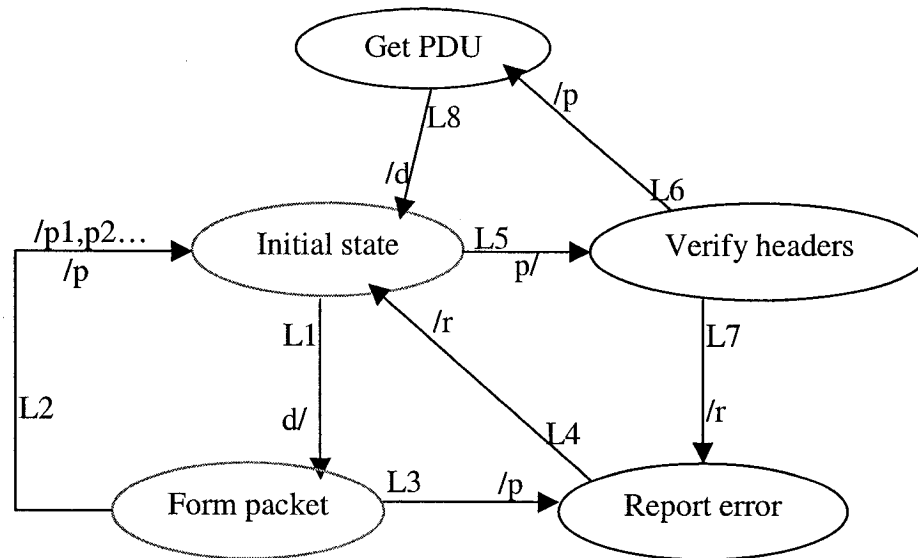 Get PDU
/p
L8
/d
L6
/p1,p2...
/p
Initial state
L5
p/
Verify headers
L1
/r
L7
L2
d/
L4
/r
Form packet
L3
/p
Report error